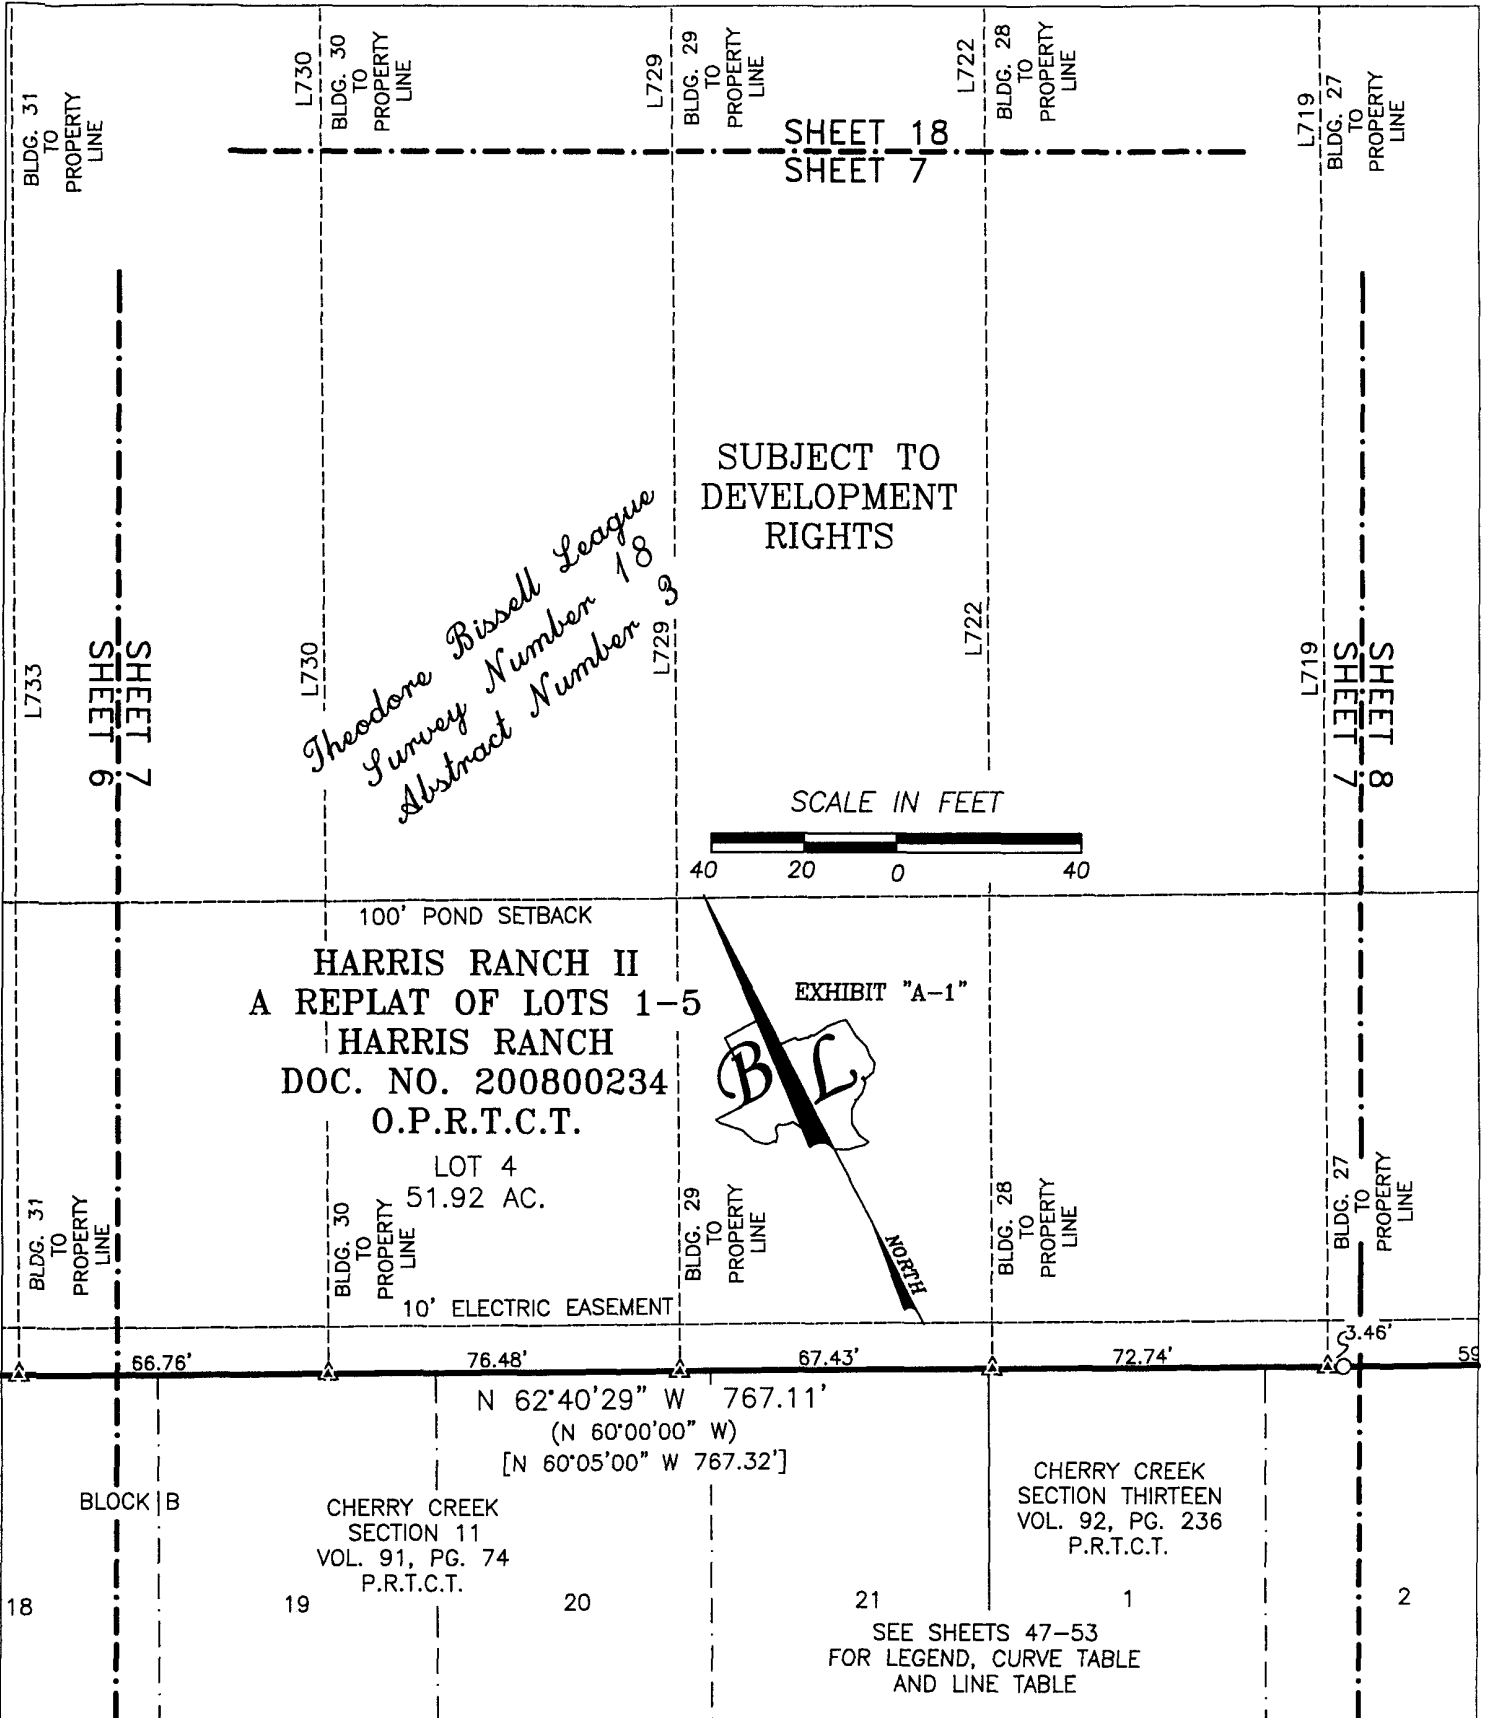 BLDG. 31
TO
PROPERTY
LINE
L730
BLDG. 30
TO
PROPERTY
LINE
L729
BLDG. 29
TO
PROPERTY
LINE
L722
BLDG. 28
TO
PROPERTY
LINE
L719
BLDG. 27
TO
PROPERTY
LINE
SHEET 18
SHEET 7
SUBJECT TO
DEVELOPMENT
RIGHTS
Theodore Bissell League
Survey Number 18
Abstract Number 3
L733
SHEET 7
SHEET 6
L730
L729
L722
L719
SHEET 8
SHEET 7
SCALE IN FEET
40 20 0 40
100' POND SETBACK
HARRIS RANCH II
A REPLAT OF LOTS 1-5
HARRIS RANCH
DOC. NO. 200800234
O.P.R.T.C.T.
LOT 4
51.92 AC.
EXHIBIT "A-1"
B L
NORTH
BLDG. 31
TO
PROPERTY
LINE
BLDG. 30
TO
PROPERTY
LINE
BLDG. 29
TO
PROPERTY
LINE
BLDG. 28
TO
PROPERTY
LINE
BLDG. 27
TO
PROPERTY
LINE
10' ELECTRIC EASEMENT
3.46'
66.76' 76.48' 67.43' 72.74' 59
N 62°40'29" W 767.11'
(N 60°00'00" W)
[N 60°05'00" W 767.32']
BLOCK B
CHERRY CREEK
SECTION 11
VOL. 91, PG. 74
P.R.T.C.T.
CHERRY CREEK
SECTION THIRTEEN
VOL. 92, PG. 236
P.R.T.C.T.
18 19 20 21 1 2
SEE SHEETS 47-53
FOR LEGEND, CURVE TABLE
AND LINE TABLE